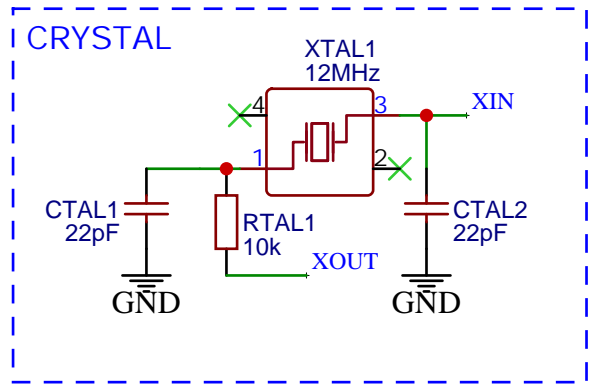 CRYSTAL
XTAL1
12MHz
4
3
XIN
1
2
CTAL1
22pF
RTAL1
10k
CTAL2
22pF
XOUT
GND
GND